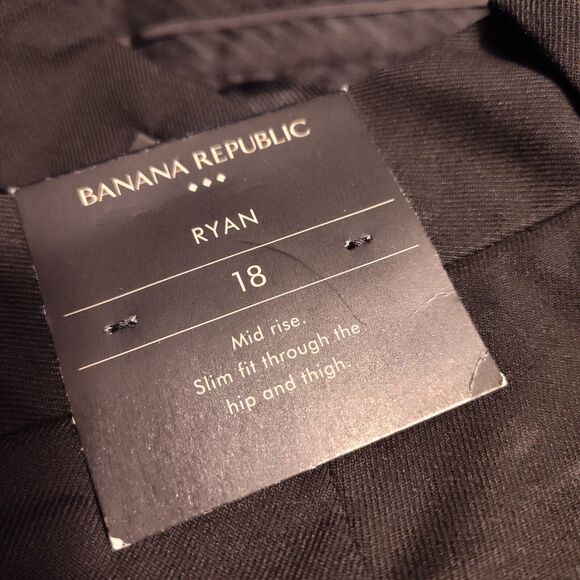 BANANA REPUBLIC
RYAN
18
Mid rise.
Slim fit through the
hip and thigh.